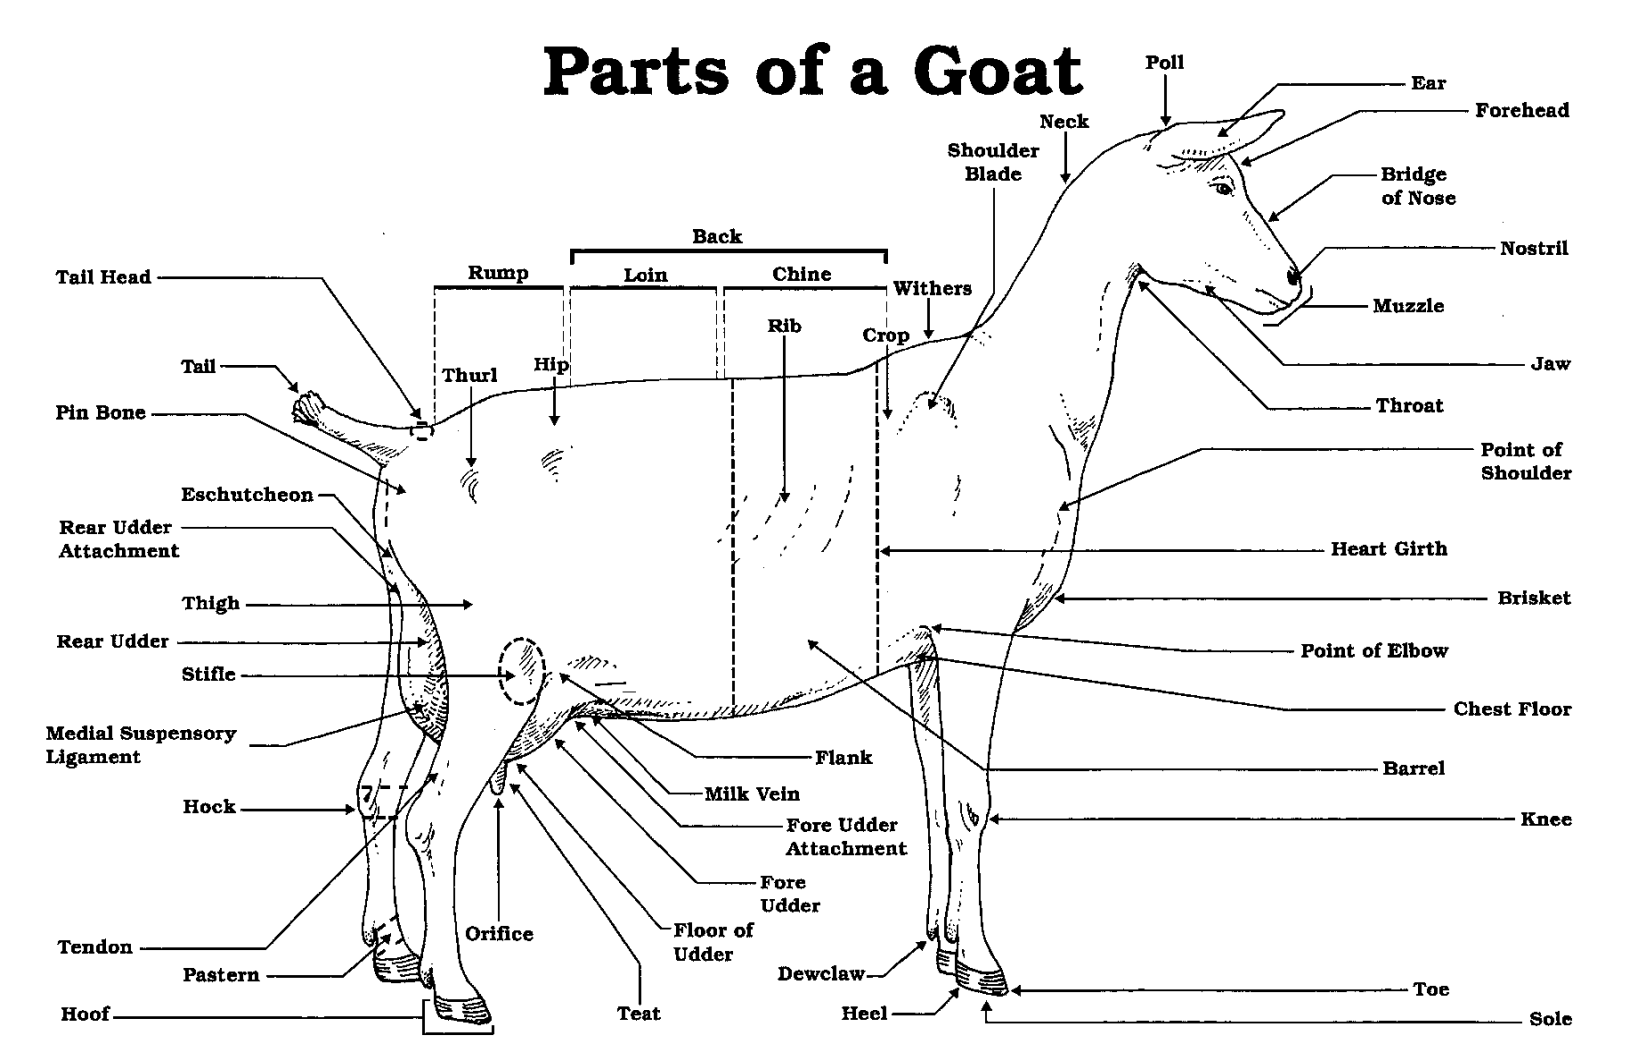 Parts of a Goat
Poll
Ear
Forehead
Neck
Shoulder
Blade
Bridge
of Nose
Back
Nostril
Tail Head
Rump
Loin
Chine
Withers
Muzzle
Rib
Crop
Tail
Hip
Thurl
Jaw
Pin Bone
Throat
Point of
Shoulder
Eschutcheon
Rear Udder
Attachment
Heart Girth
Thigh
Brisket
Rear Udder
Point of Elbow
Stifle
Chest Floor
Medial Suspensory
Ligament
Flank
Barrel
Milk Vein
Hock
Knee
Fore Udder
Attachment
Fore
Udder
Orifice
Floor of
Udder
Tendon
Pastern
Dewclaw
Toe
Hoof
Teat
Heel
Sole